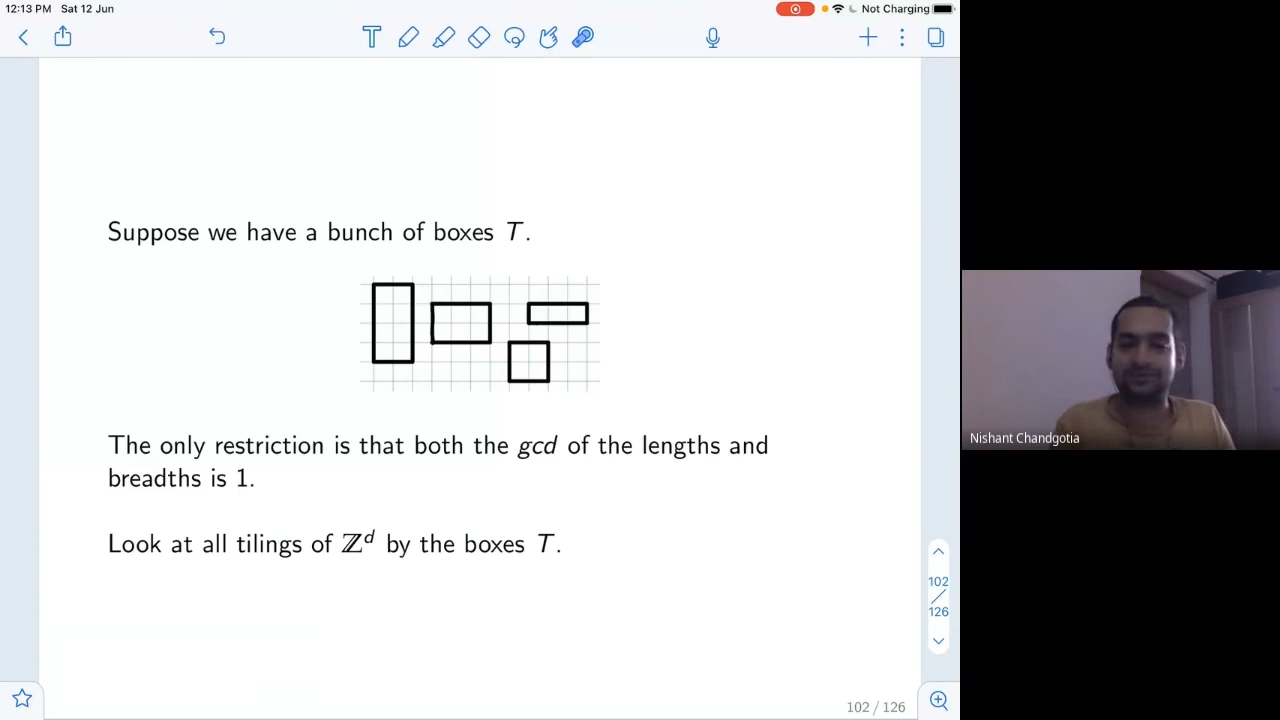 12:13 PM Sat 12 Jun
Not Charging
T
Suppose we have a bunch of boxes T.
The only restriction is that both the gcd of the lengths and
breadths is 1.
Look at all tilings of ℤᵈ by the boxes T.
102
126
102 / 126
Nishant Chandgotia